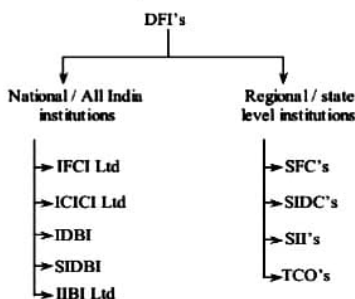 DFI's
National / All India
institutions
IFCI Ltd
ICICI Ltd
IDBI
SIDBI
IIBI Ltd
Regional / state
level institutions
SFC's
SIDC's
SII's
TCO's